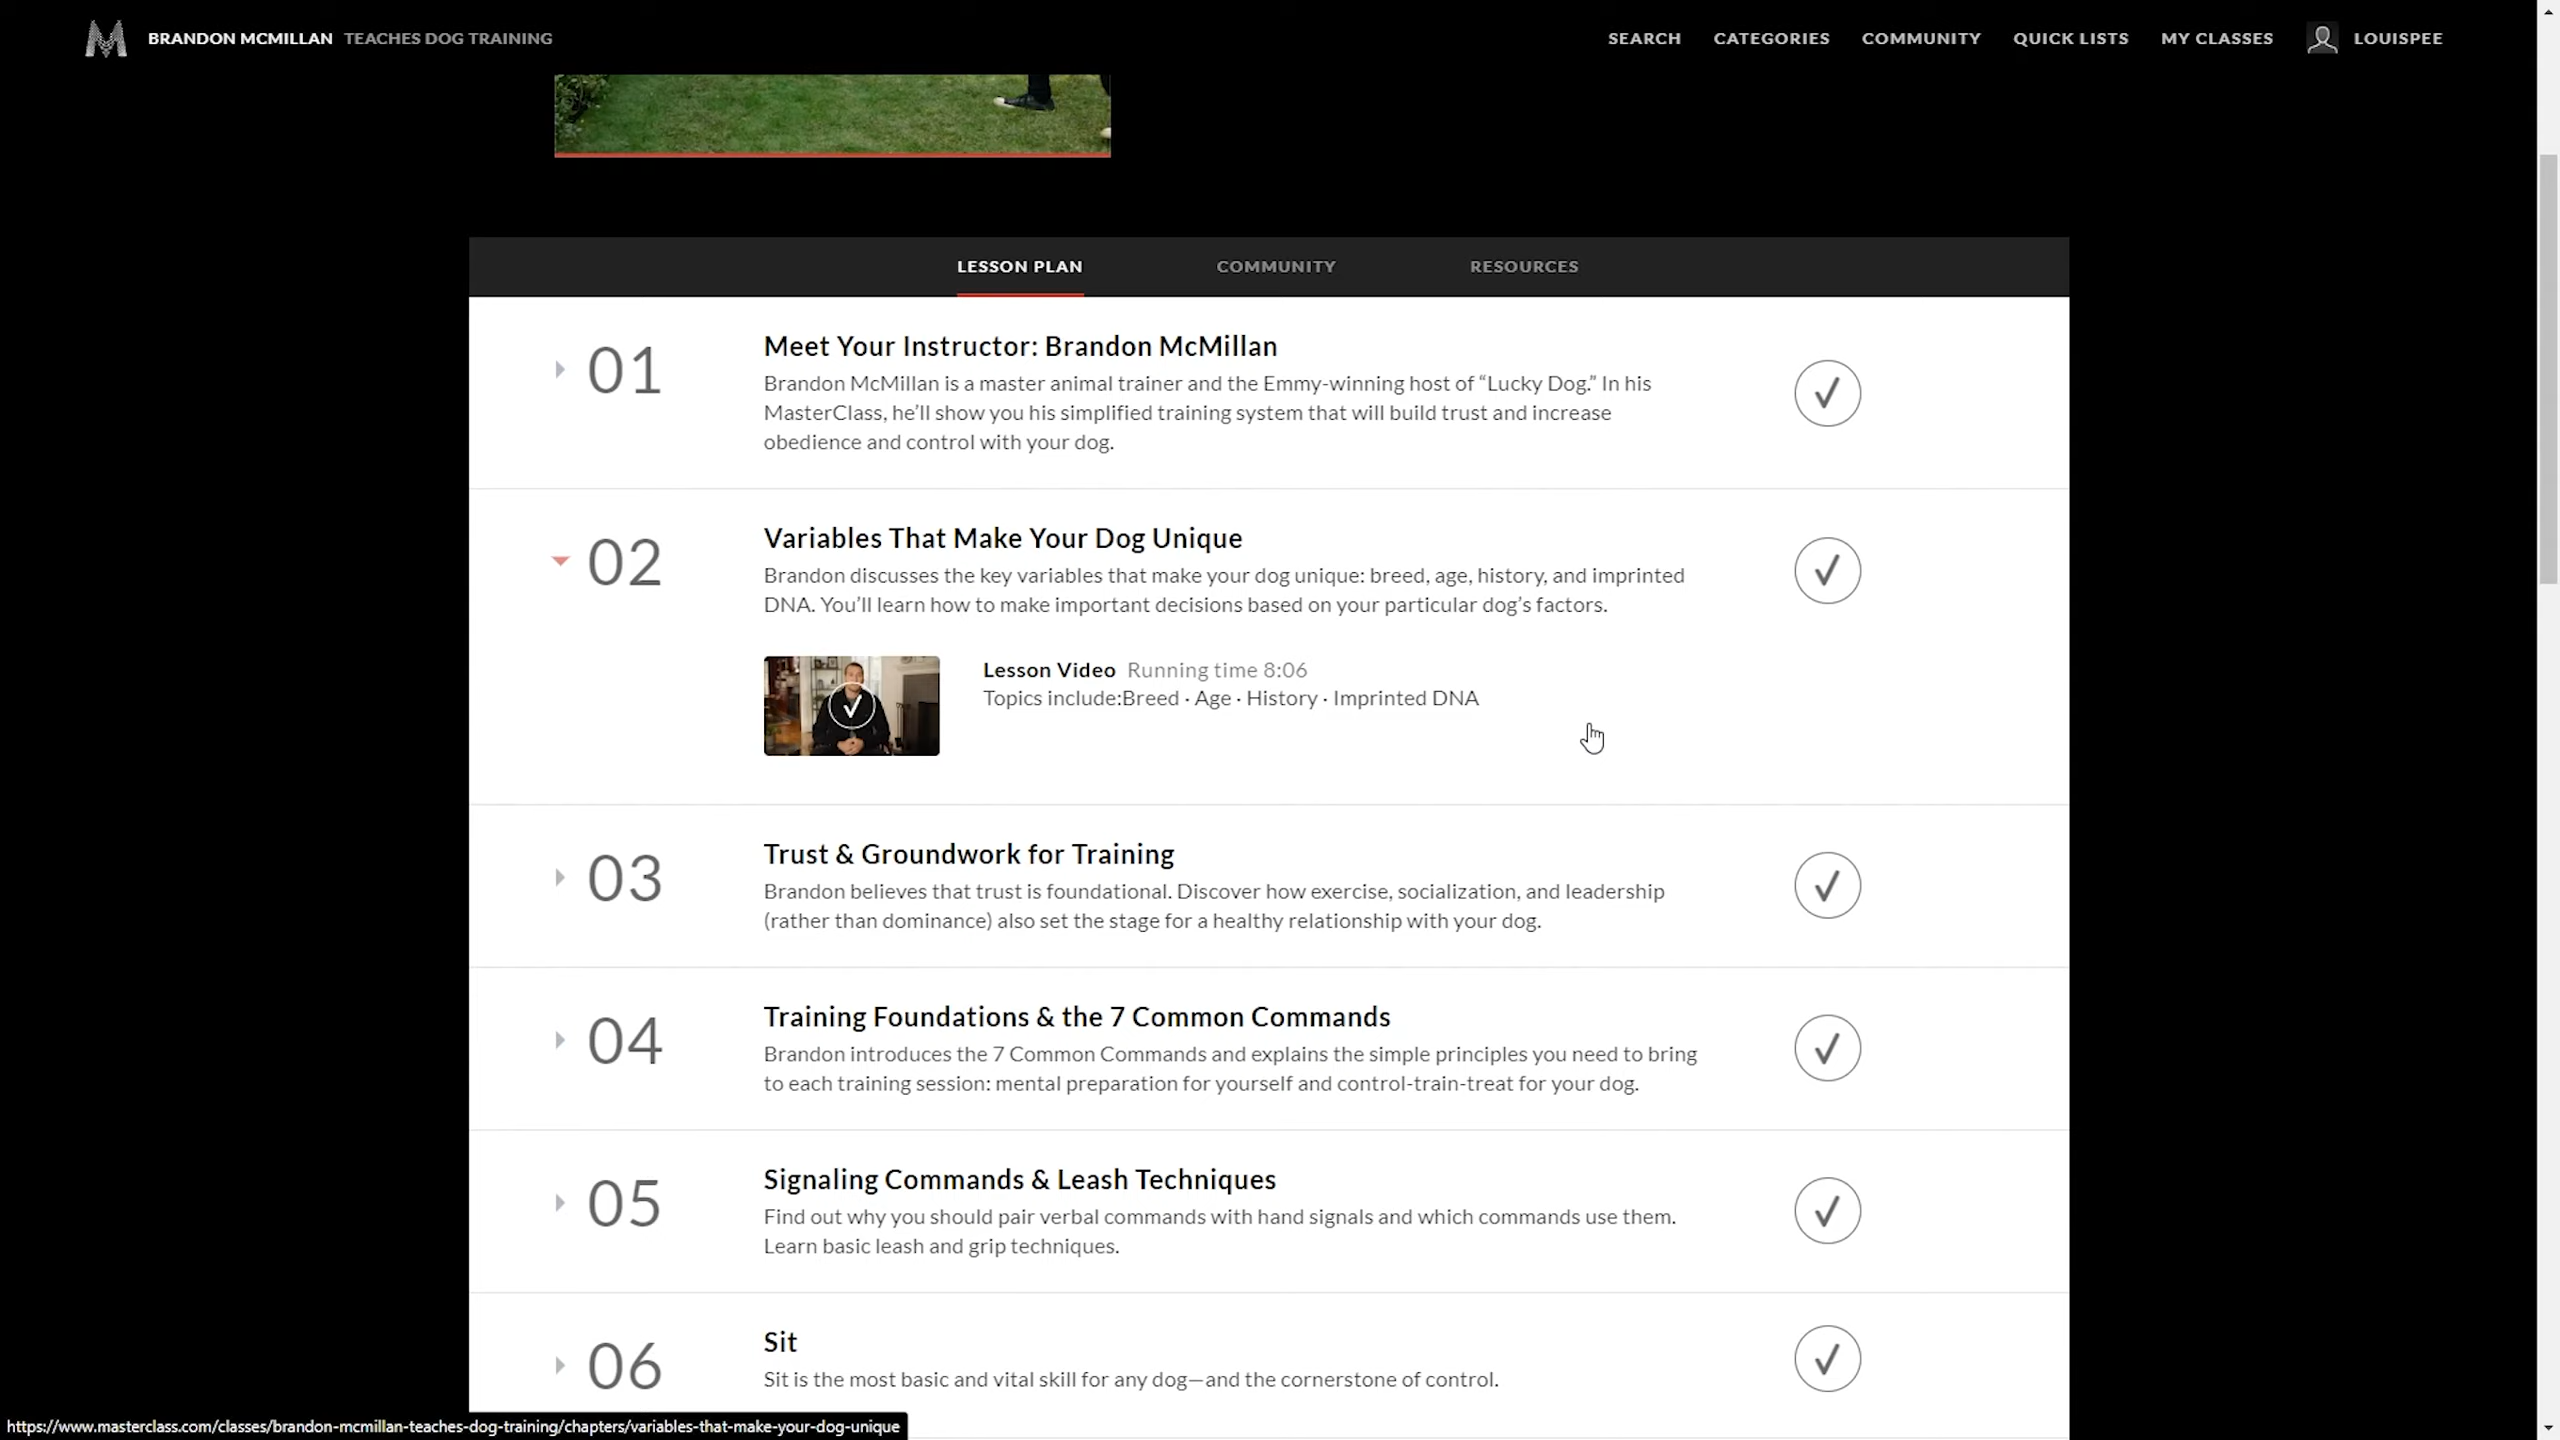 BRANDON MCMILLAN TEACHES DOG TRAINING
SEARCH CATEGORIES COMMUNITY QUICK LISTS MY CLASSES LOUISPEE
LESSON PLAN COMMUNITY RESOURCES
01
Meet Your Instructor: Brandon McMillan
Brandon McMillan is a master animal trainer and the Emmy-winning host of “Lucky Dog.” In his
MasterClass, he’ll show you his simplified training system that will build trust and increase
obedience and control with your dog.
02
Variables That Make Your Dog Unique
Brandon discusses the key variables that make your dog unique: breed, age, history, and imprinted
DNA. You’ll learn how to make important decisions based on your particular dog’s factors.
Lesson Video Running time 8:06
Topics include:Breed · Age · History · Imprinted DNA
03
Trust & Groundwork for Training
Brandon believes that trust is foundational. Discover how exercise, socialization, and leadership
(rather than dominance) also set the stage for a healthy relationship with your dog.
04
Training Foundations & the 7 Common Commands
Brandon introduces the 7 Common Commands and explains the simple principles you need to bring
to each training session: mental preparation for yourself and control-train-treat for your dog.
05
Signaling Commands & Leash Techniques
Find out why you should pair verbal commands with hand signals and which commands use them.
Learn basic leash and grip techniques.
06
Sit
Sit is the most basic and vital skill for any dog—and the cornerstone of control.
https://www.masterclass.com/classes/brandon-mcmillan-teaches-dog-training/chapters/variables-that-make-your-dog-unique